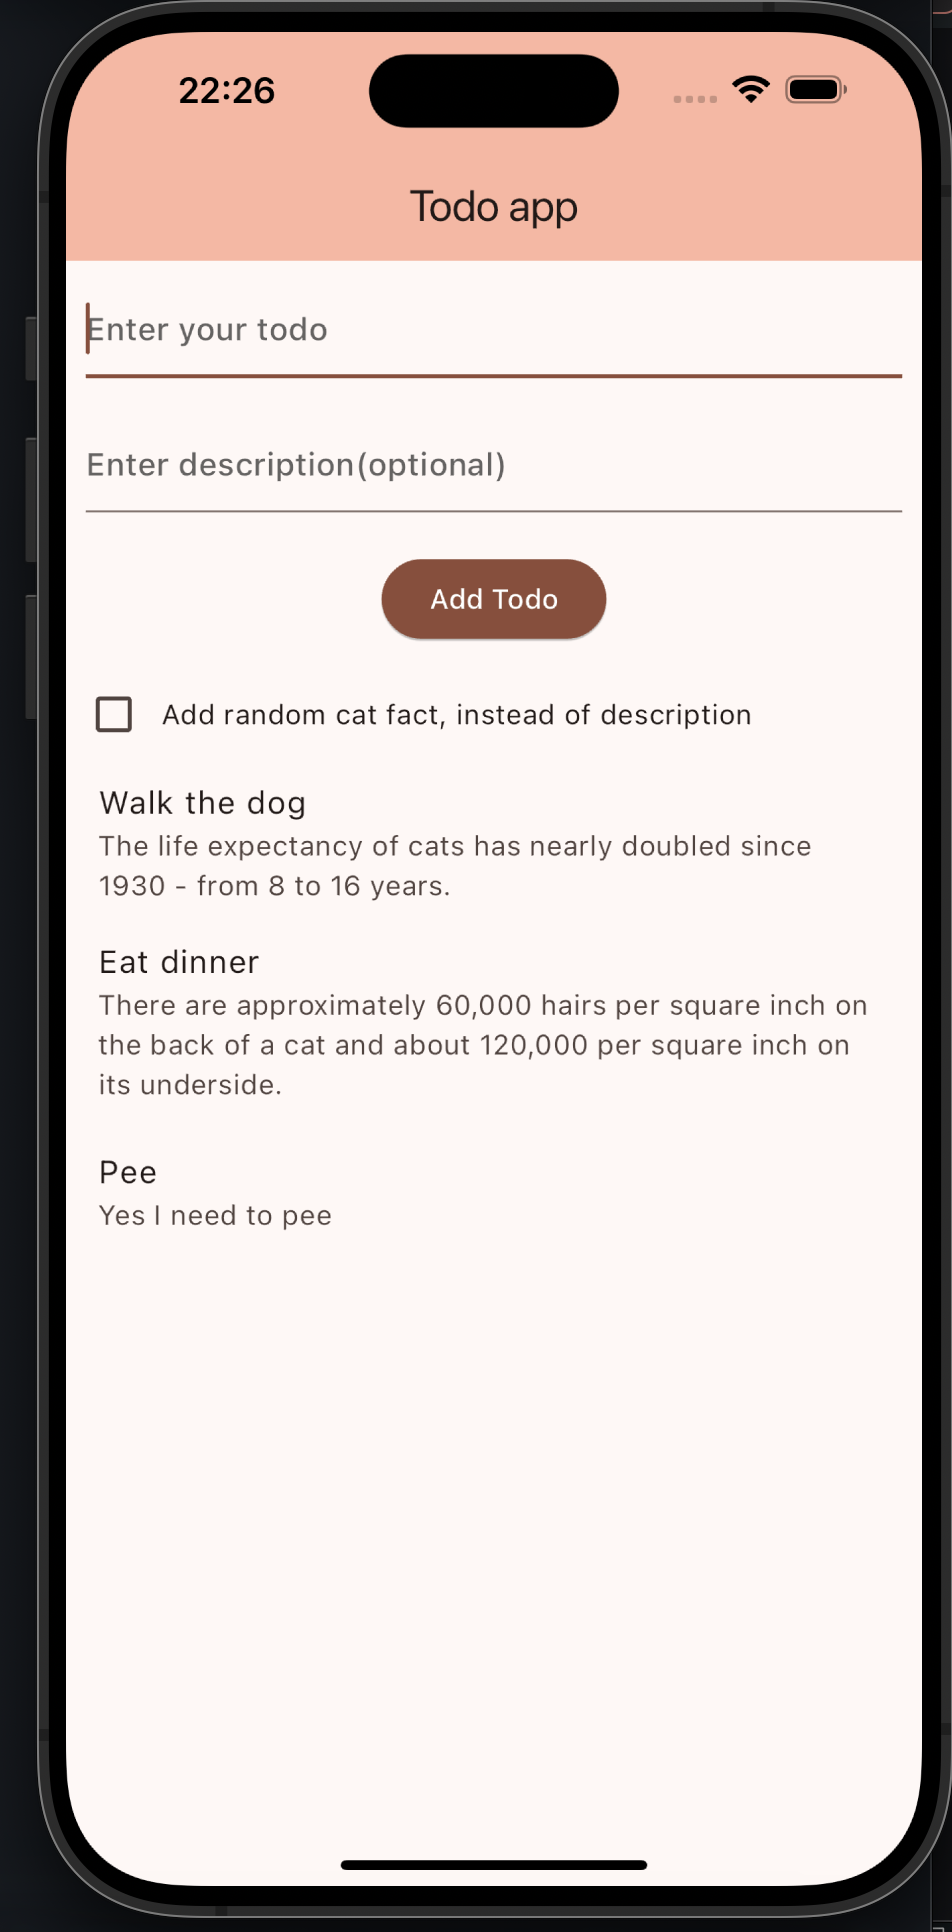 22:26
Todo app
Enter your todo
Enter description(optional)
Add Todo
Add random cat fact, instead of description
Walk the dog
The life expectancy of cats has nearly doubled since
1930 - from 8 to 16 years.
Eat dinner
There are approximately 60,000 hairs per square inch on
the back of a cat and about 120,000 per square inch on
its underside.
Pee
Yes I need to pee